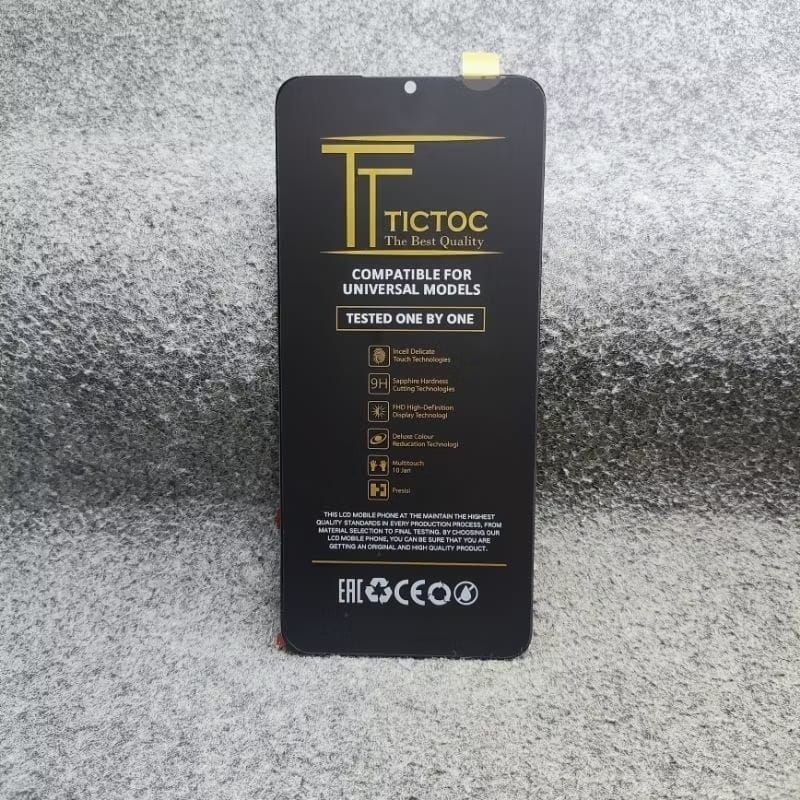 TT TICTOC
The Best Quality
COMPATIBLE FOR
UNIVERSAL MODELS
TESTED ONE BY ONE
Incell Delicate
Touch Technologies
9H
Sapphire Hardness
Cutting Technologies
FHD High-Definition
Display Technologi
Deluxe Colour
Reducation Technologi
Multitouch
10 Jari
Presisi
THIS LCD MOBILE PHONE AT THE MAINTAIN THE HIGHEST
QUALITY STANDARDS IN EVERY PRODUCTION PROCESS, FROM
MATERIAL SELECTION TO FINAL TESTING. BY CHOOSING OUR
LCD MOBILE PHONE, YOU CAN BE SURE THAT YOU ARE
GETTING AN ORIGINAL AND HIGH QUALITY PRODUCT.
EAC CE